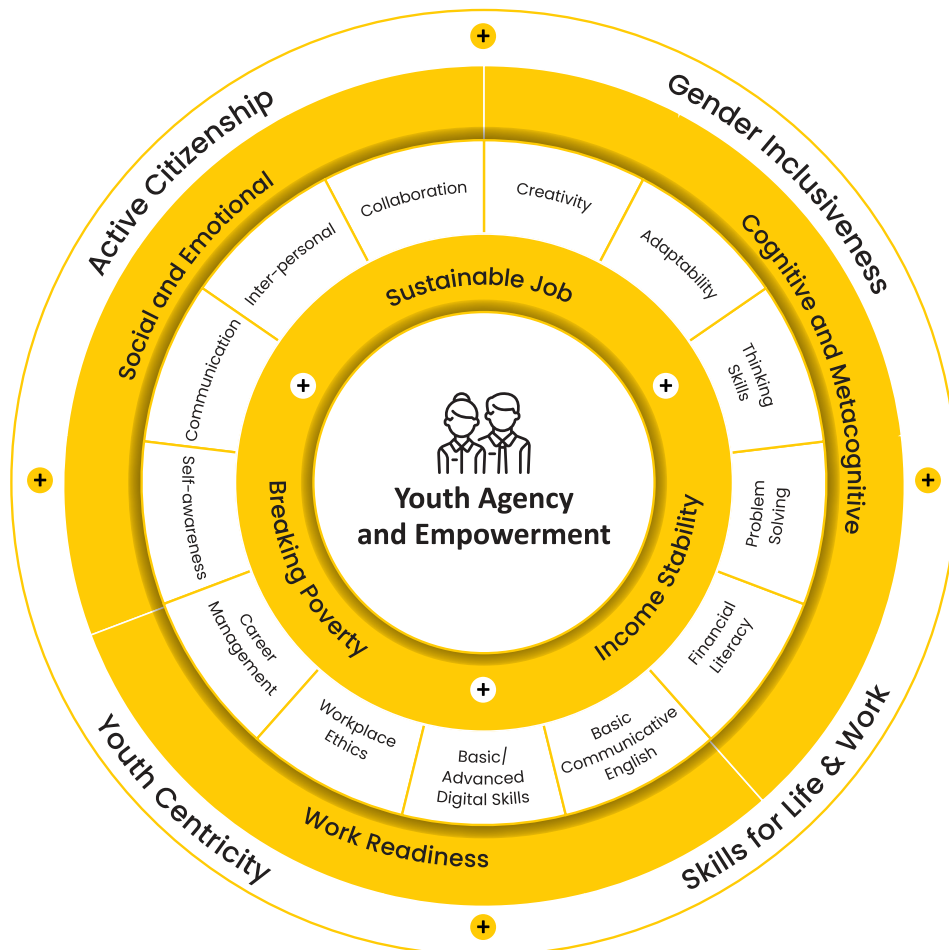 Active Citizenship
Gender Inclusiveness
Skills for Life & Work
Youth Centricity
Social and Emotional
Cognitive and Metacognitive
Work Readiness
Collaboration
Creativity
Adaptability
Thinking
Skills
Problem
Solving
Financial
Literacy
Basic
Communicative
English
Basic/
Advanced
Digital Skills
Workplace
Ethics
Career
Management
Self-awareness
Communication
Inter-personal
Sustainable Job
Income Stability
Breaking Poverty
Youth Agency
and Empowerment
+
+
+
+
+
+
+